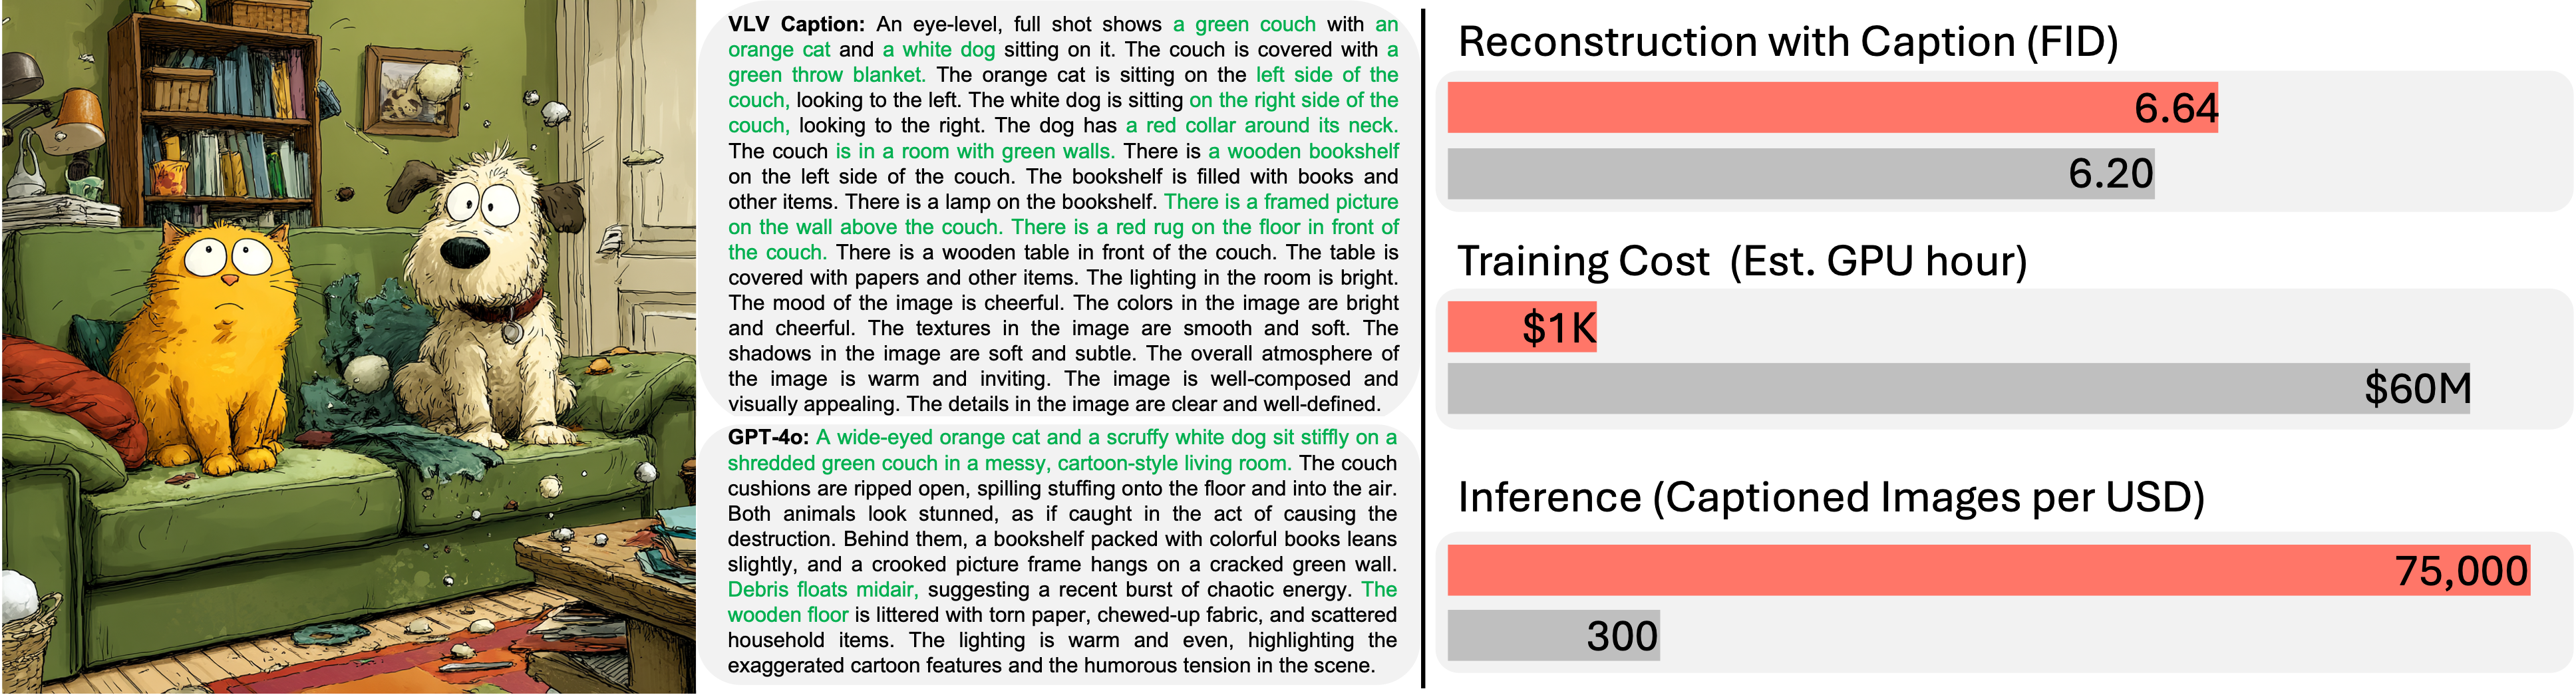 VLV Caption: An eye-level, full shot shows a green couch with an
orange cat and a white dog sitting on it. The couch is covered with a
green throw blanket. The orange cat is sitting on the left side of the
couch, looking to the left. The white dog is sitting on the right side of the
couch, looking to the right. The dog has a red collar around its neck.
The couch is in a room with green walls. There is a wooden bookshelf
on the left side of the couch. The bookshelf is filled with books and
other items. There is a lamp on the bookshelf. There is a framed picture
on the wall above the couch. There is a red rug on the floor in front of
the couch. There is a wooden table in front of the couch. The table is
covered with papers and other items. The lighting in the room is bright.
The mood of the image is cheerful. The colors in the image are bright
and cheerful. The textures in the image are smooth and soft. The
shadows in the image are soft and subtle. The overall atmosphere of
the image is warm and inviting. The image is well-composed and
visually appealing. The details in the image are clear and well-defined.
GPT-4o: A wide-eyed orange cat and a scruffy white dog sit stiffly on a
shredded green couch in a messy, cartoon-style living room. The couch
cushions are ripped open, spilling stuffing onto the floor and into the air.
Both animals look stunned, as if caught in the act of causing the
destruction. Behind them, a bookshelf packed with colorful books leans
slightly, and a crooked picture frame hangs on a cracked green wall.
Debris floats midair, suggesting a recent burst of chaotic energy. The
wooden floor is littered with torn paper, chewed-up fabric, and scattered
household items. The lighting is warm and even, highlighting the
exaggerated cartoon features and the humorous tension in the scene.
Reconstruction with Caption (FID)
6.64
6.20
Training Cost (Est. GPU hour)
$1K
$60M
Inference (Captioned Images per USD)
75,000
300